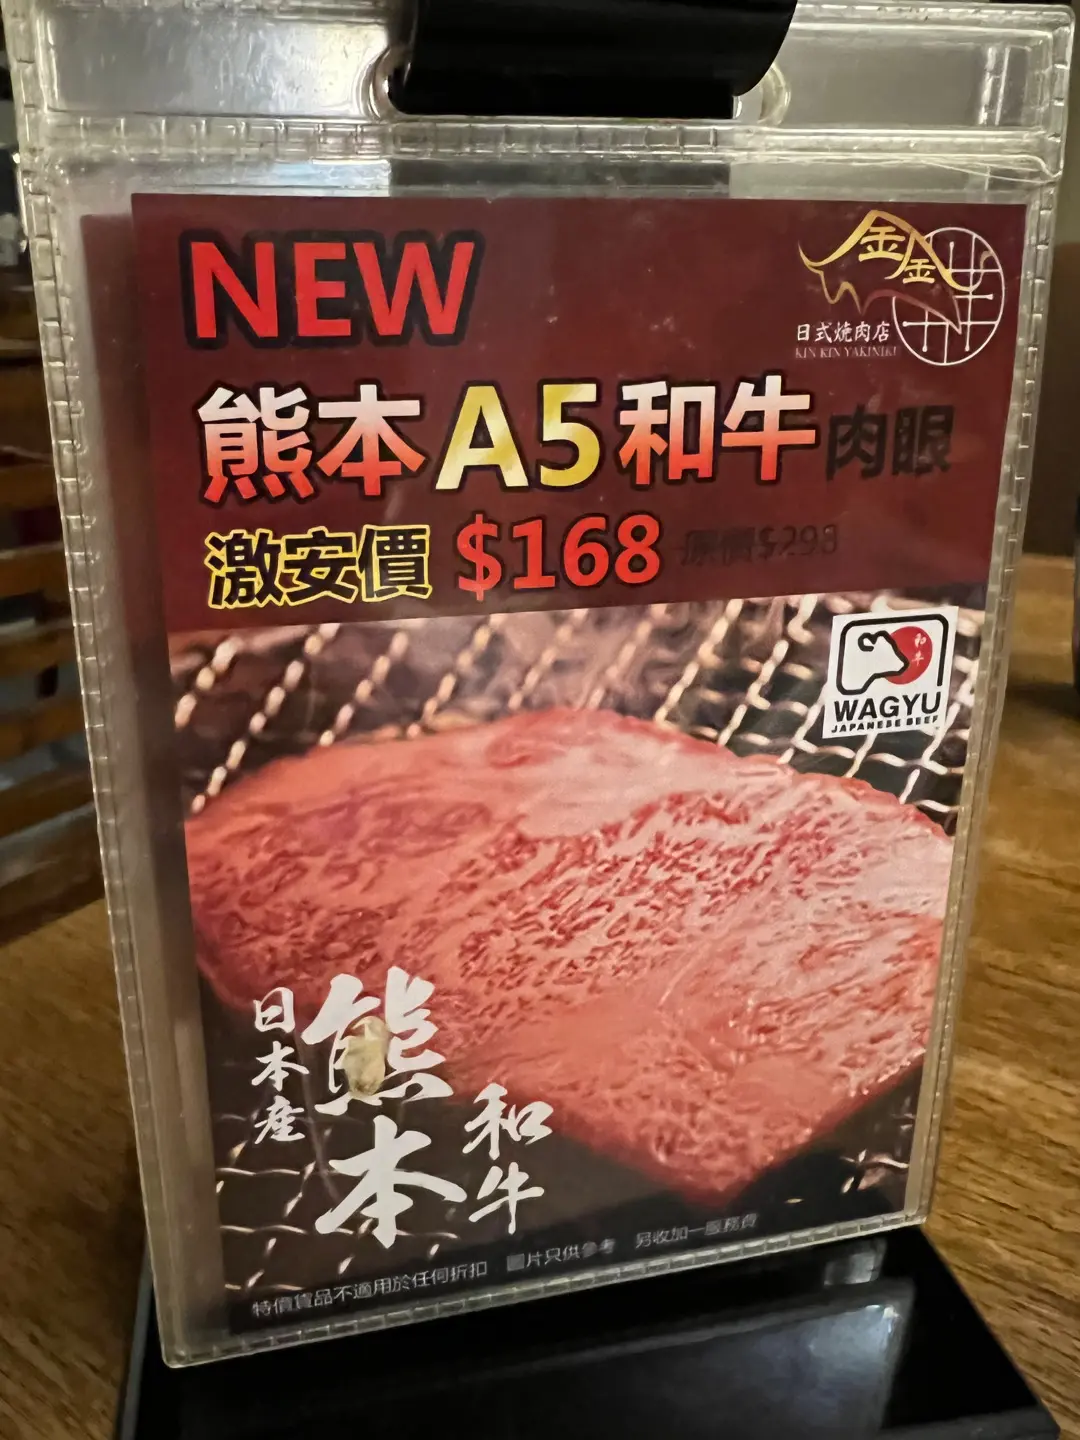 NEW
金金
日式燒肉店
KIN KIN YAKINIKU
熊本A5和牛肉眼
激安價 $168 原價$298
和牛
WAGYU
JAPANESE BEEF
日本産
熊本
和牛
特價貨品不適用於任何折扣 圖片只供參考 另收加一服務費